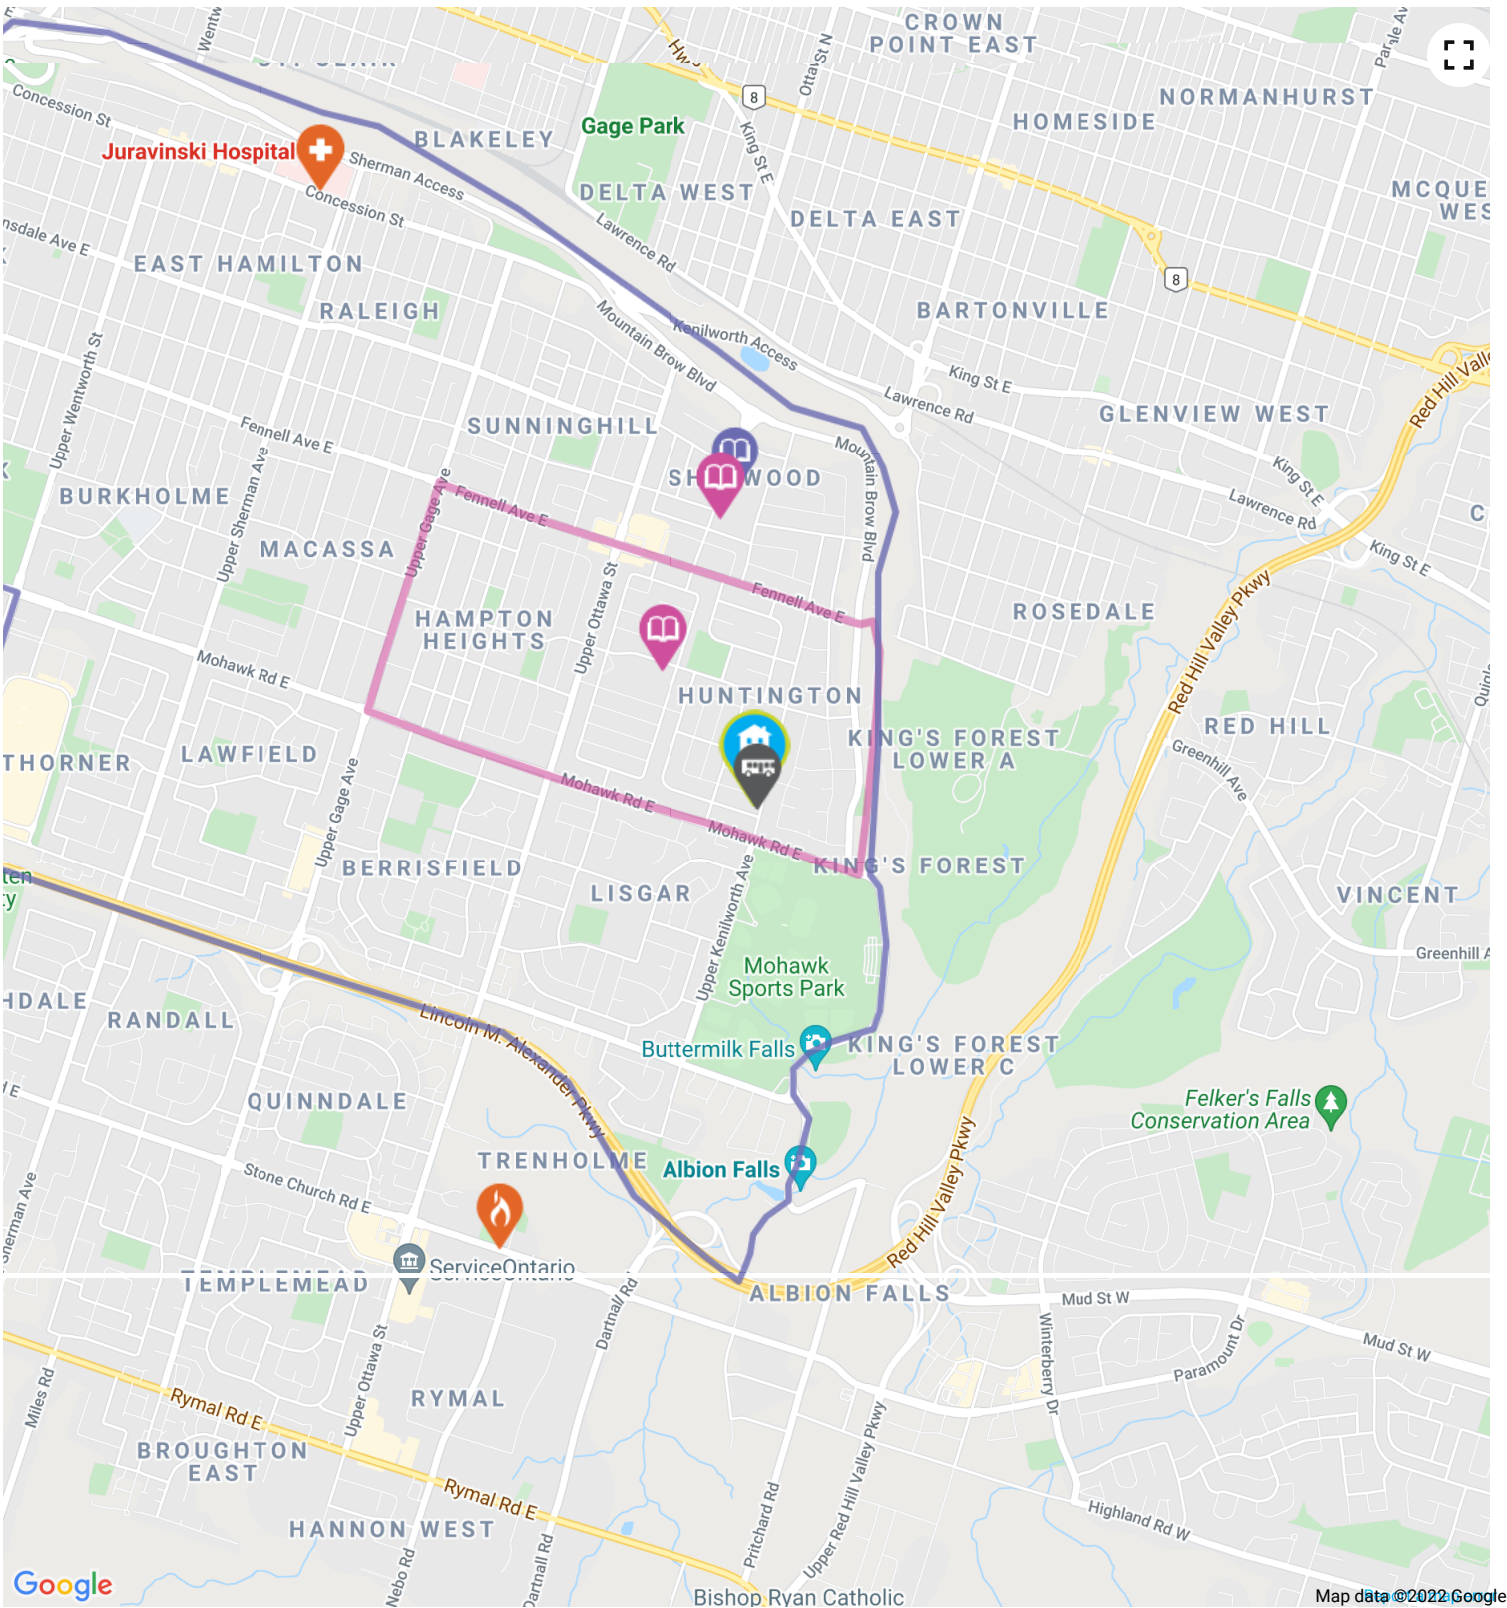 CROWN
POINT EAST
Wentw
Ottawa St N
Hwy
8
NORMANHURST
HOMESIDE
Concession St
BLAKELEY
Gage Park
King St E
Juravinski Hospital
Sherman Access
Concession St
DELTA WEST
DELTA EAST
MCQUE
WES
nsdale Ave E
EAST HAMILTON
Lawrence Rd
8
RALEIGH
Mountain Brow Blvd
Kenilworth Access
BARTONVILLE
Upper Wentworth St
King St E
Red Hill Valle
Lawrence Rd
GLENVIEW WEST
Fennell Ave E
SUNNINGHILL
Mountain Brow Blvd
SH WOOD
King St E
BURKHOLME
Upper Sherman Ave
Upper Gage Ave
Fennell Ave E
Lawrence Rd
MACASSA
King St E
Upper Ottawa St
Fennell Ave E
HAMPTON
HEIGHTS
ROSEDALE
Red Hill Valley Pkwy
Mohawk Rd E
HUNTINGTON
RED HILL
THORNER
LAWFIELD
KING'S FOREST
LOWER A
Greenhill Ave
Upper Gage Ave
Mohawk Rd E
Mohawk Rd E
BERRISFIELD
KING'S FOREST
LISGAR
VINCENT
Upper Kenilworth Ave
Greenhill A
Mohawk
Sports Park
HDALE
RANDALL
Lincoln M. Alexander Pkwy
Buttermilk Falls
KING'S FOREST
LOWER C
QUINNDALE
Felker's Falls
Conservation Area
TRENHOLME
Albion Falls
Red Hill Valley Pkwy
Stone Church Rd E
Sherman Ave
ServiceOntario
TEMPLEMEAD
ALBION FALLS
Mud St W
Dartnall Rd
Winterberry Dr
Paramount Dr
Mud St W
Upper Ottawa St
Miles Rd
Rymal Rd E
RYMAL
BROUGHTON
EAST
Upper Red Hill Valley Pkwy
Rymal Rd E
Pritchard Rd
Highland Rd W
HANNON WEST
Nebo Rd
Dartnall Rd
Google
Bishop Ryan Catholic
Map data ©2022 Google